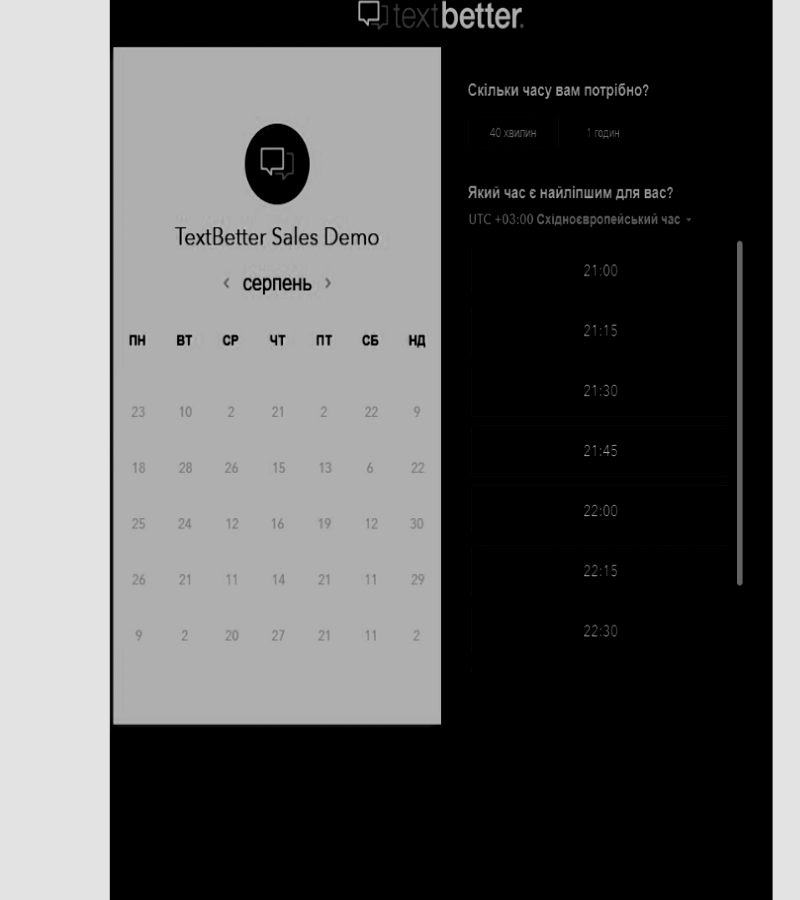 textbetter.
TextBetter Sales Demo
‹ серпень ›
ПН ВТ СР ЧТ ПТ СБ НД
23 10 2 21 2 22 9
18 28 26 15 13 6 22
25 24 12 16 19 12 30
26 21 11 14 21 11 29
9 2 20 27 21 11 2
Скільки часу вам потрібно?
40 хвилин 1 годин
Який час є найліпшим для вас?
UTC +03:00 Східноєвропейський час
21:00
21:15
21:30
21:45
22:00
22:15
22:30